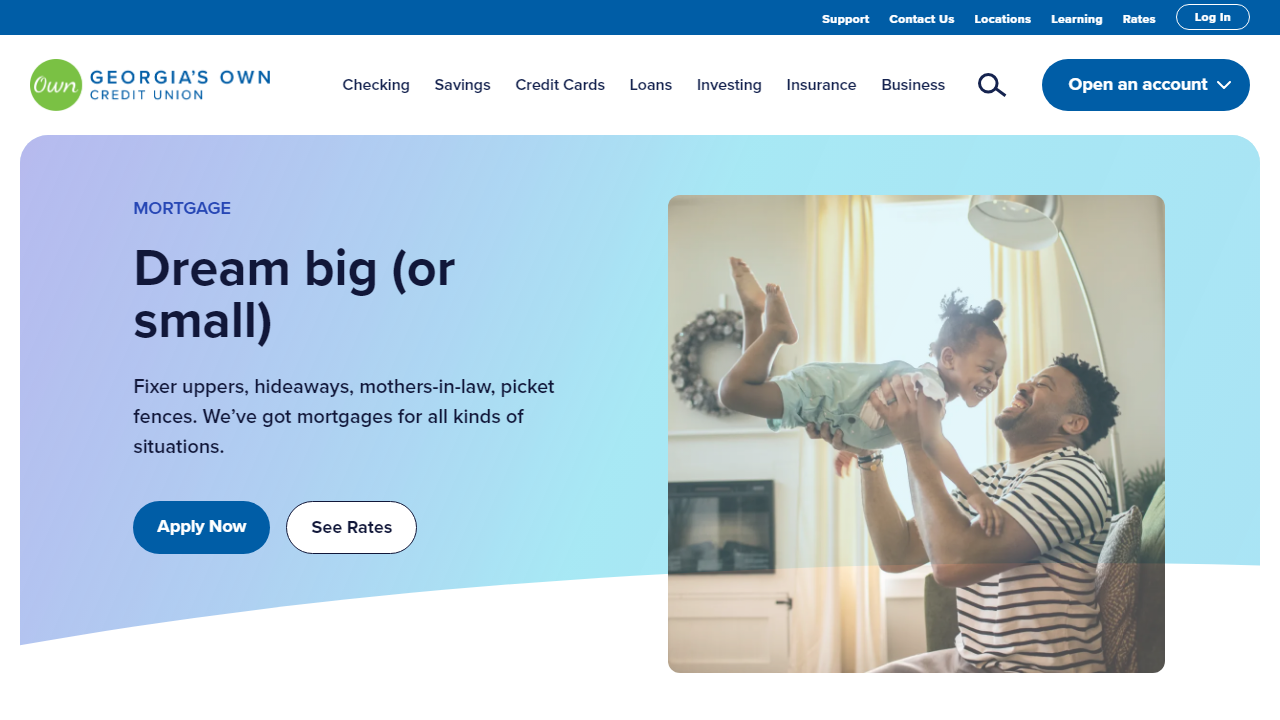 Support Contact Us Locations Learning Rates Log In
Own GEORGIA'S OWN
CREDIT UNION
Checking Savings Credit Cards Loans Investing Insurance Business Open an account
MORTGAGE
Dream big (or
small)
Fixer uppers, hideaways, mothers-in-law, picket
fences. We’ve got mortgages for all kinds of
situations.
Apply Now See Rates